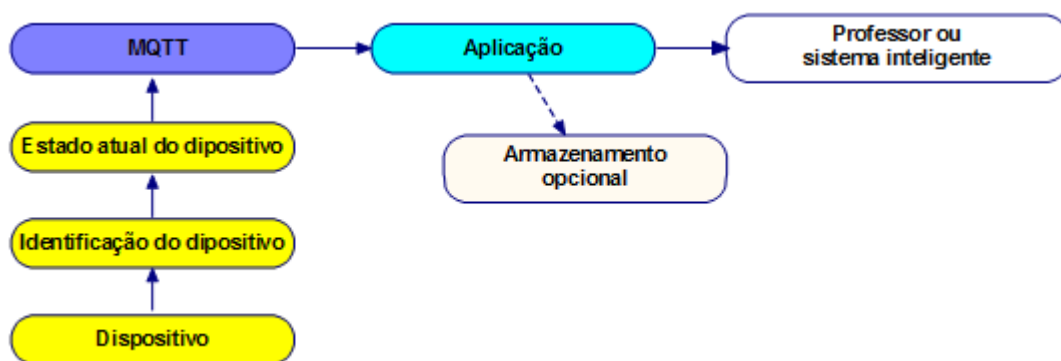 MQTT
Aplicação
Professor ou
sistema inteligente
Estado atual do dipositivo
Armazenamento
opcional
Identificação do dipositivo
Dispositivo